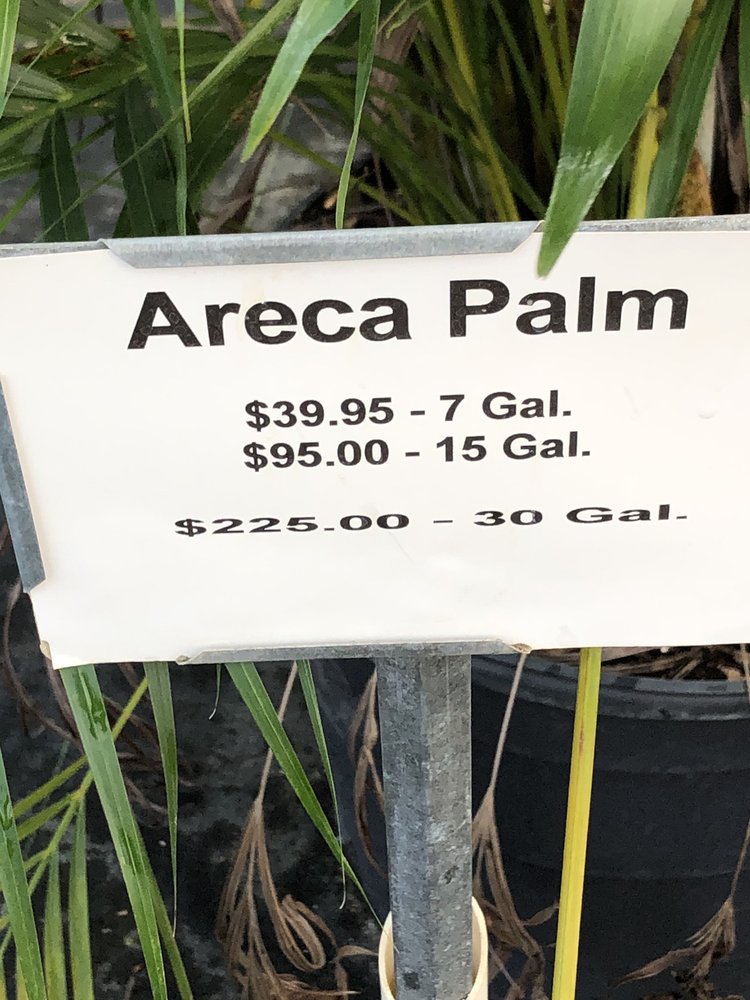 Areca Palm
$39.95 - 7 Gal.
$95.00 - 15 Gal.
$225.00 - 30 Gal.